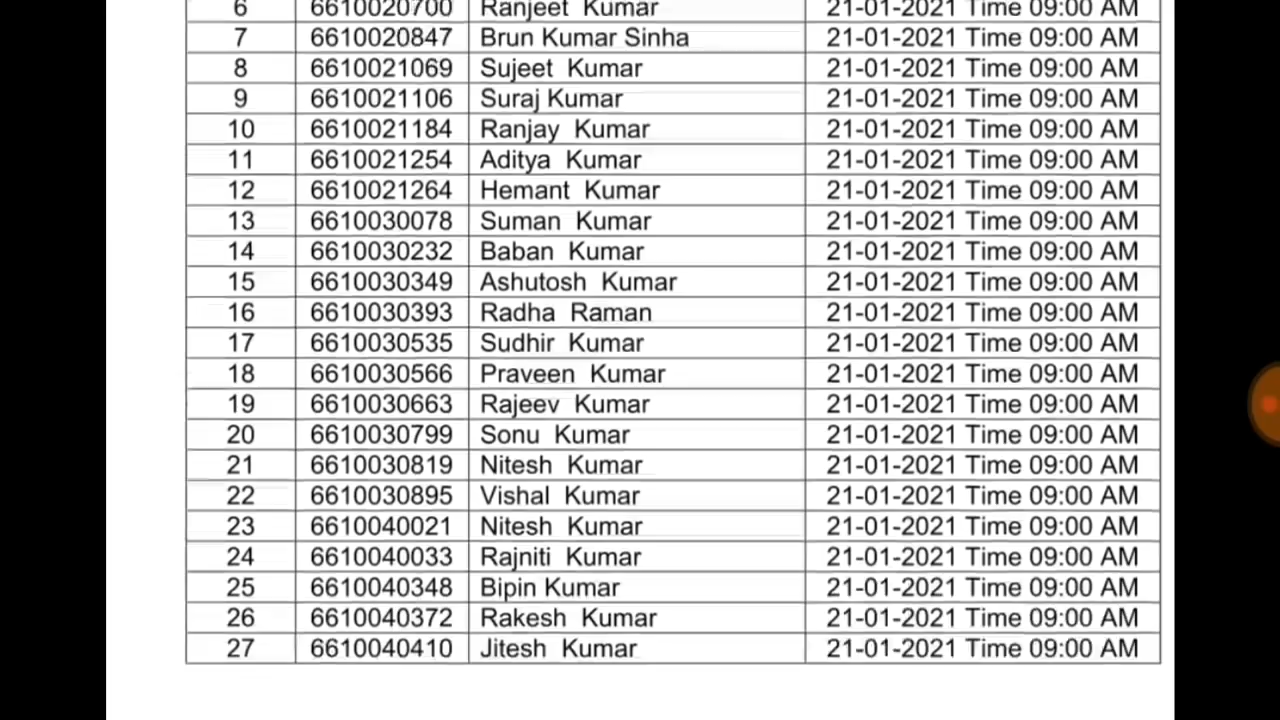 6 6610020700 Ranjeet Kumar 21-01-2021 Time 09:00 AM
7 6610020847 Brun Kumar Sinha 21-01-2021 Time 09:00 AM
8 6610021069 Sujeet Kumar 21-01-2021 Time 09:00 AM
9 6610021106 Suraj Kumar 21-01-2021 Time 09:00 AM
10 6610021184 Ranjay Kumar 21-01-2021 Time 09:00 AM
11 6610021254 Aditya Kumar 21-01-2021 Time 09:00 AM
12 6610021264 Hemant Kumar 21-01-2021 Time 09:00 AM
13 6610030078 Suman Kumar 21-01-2021 Time 09:00 AM
14 6610030232 Baban Kumar 21-01-2021 Time 09:00 AM
15 6610030349 Ashutosh Kumar 21-01-2021 Time 09:00 AM
16 6610030393 Radha Raman 21-01-2021 Time 09:00 AM
17 6610030535 Sudhir Kumar 21-01-2021 Time 09:00 AM
18 6610030566 Praveen Kumar 21-01-2021 Time 09:00 AM
19 6610030663 Rajeev Kumar 21-01-2021 Time 09:00 AM
20 6610030799 Sonu Kumar 21-01-2021 Time 09:00 AM
21 6610030819 Nitesh Kumar 21-01-2021 Time 09:00 AM
22 6610030895 Vishal Kumar 21-01-2021 Time 09:00 AM
23 6610040021 Nitesh Kumar 21-01-2021 Time 09:00 AM
24 6610040033 Rajniti Kumar 21-01-2021 Time 09:00 AM
25 6610040348 Bipin Kumar 21-01-2021 Time 09:00 AM
26 6610040372 Rakesh Kumar 21-01-2021 Time 09:00 AM
27 6610040410 Jitesh Kumar 21-01-2021 Time 09:00 AM